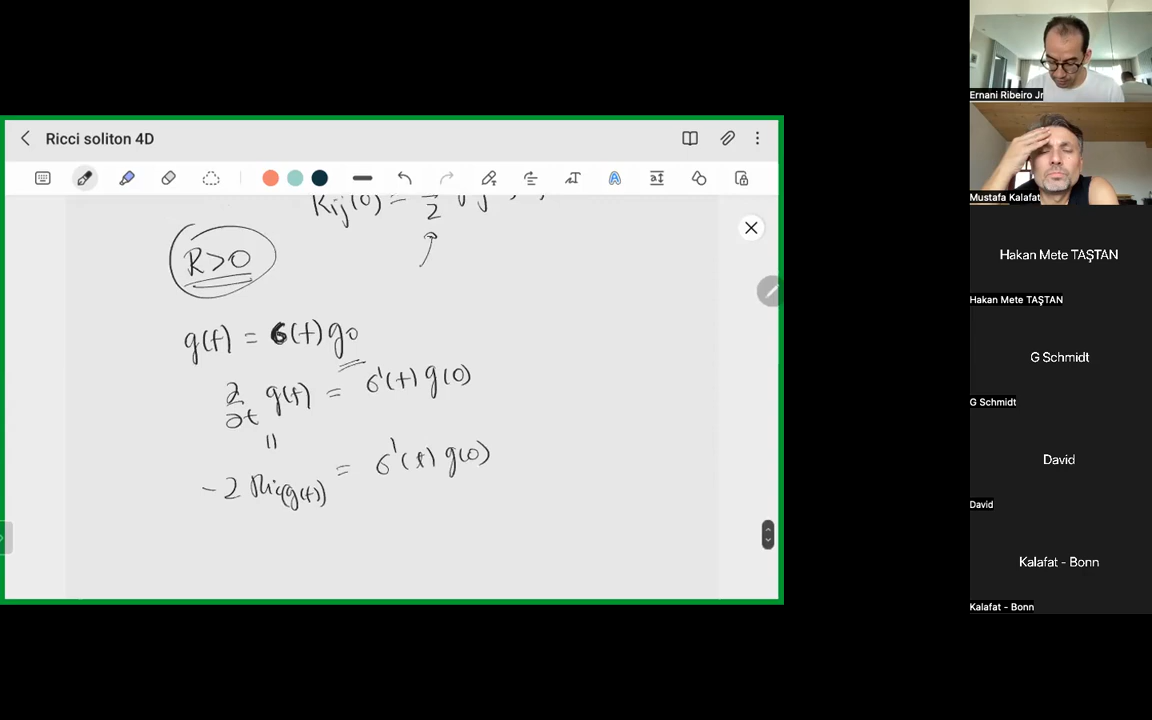 Ricci soliton 4D
R>0
g(t) = σ(t) g0
∂/∂t g(t) = σ'(t) g(0)
||
-2 Ric(g(t)) = σ'(t) g(0)
Ernani Ribeiro Jr
Mustafa Kalafat
Hakan Mete TAŞTAN
Hakan Mete TAŞTAN
G Schmidt
G Schmidt
David
David
Kalafat - Bonn
Kalafat - Bonn